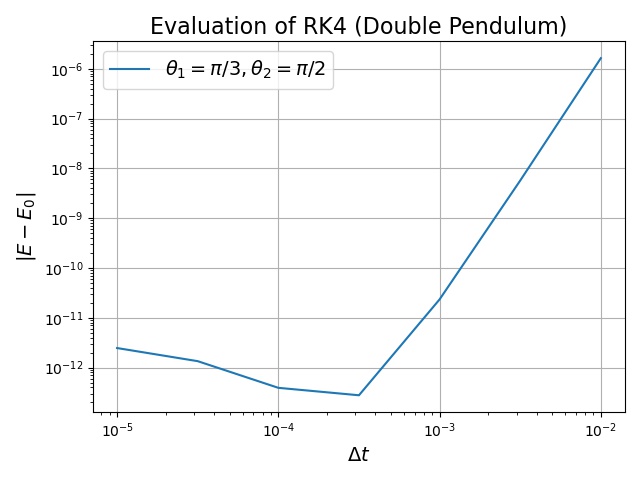 Evaluation of RK4 (Double Pendulum)
θ₁ = π/3, θ₂ = π/2
|E − E₀|
10⁻⁶
10⁻⁷
10⁻⁸
10⁻⁹
10⁻¹⁰
10⁻¹¹
10⁻¹²
10⁻⁵ 10⁻⁴ 10⁻³ 10⁻²
Δt